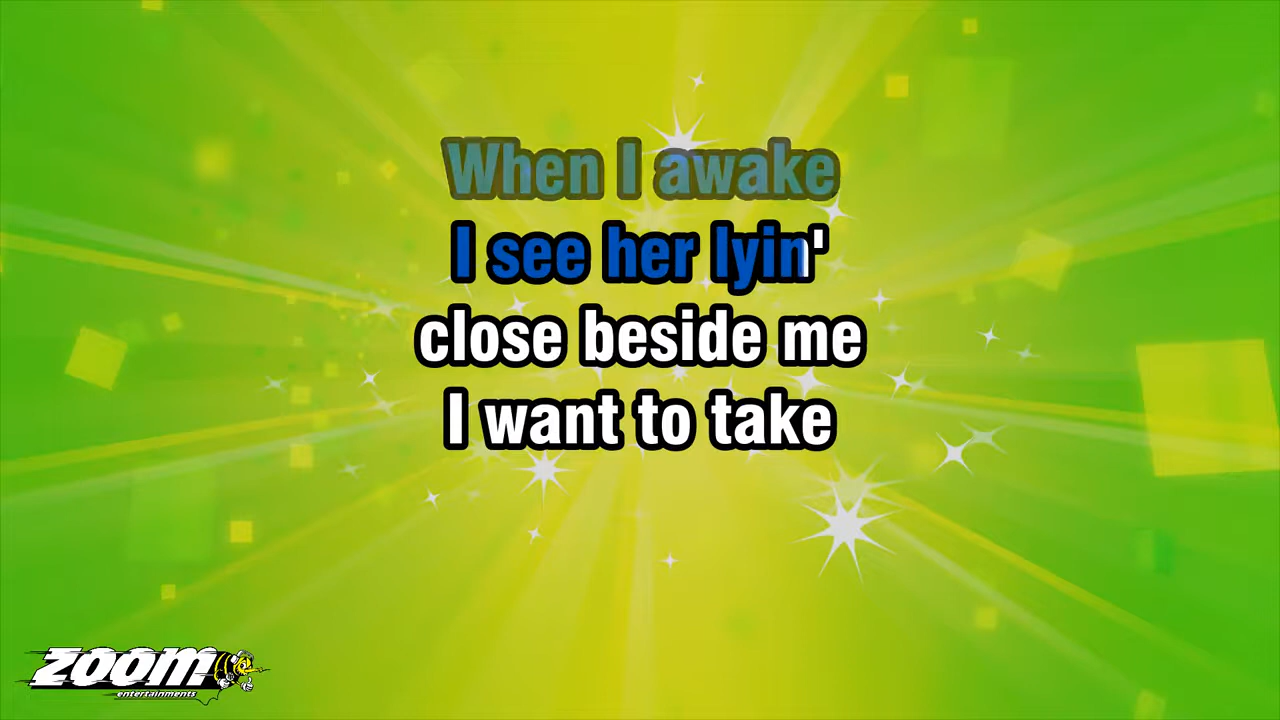 When I awake
I see her lyin'
close beside me
I want to take
zoom
entertainments